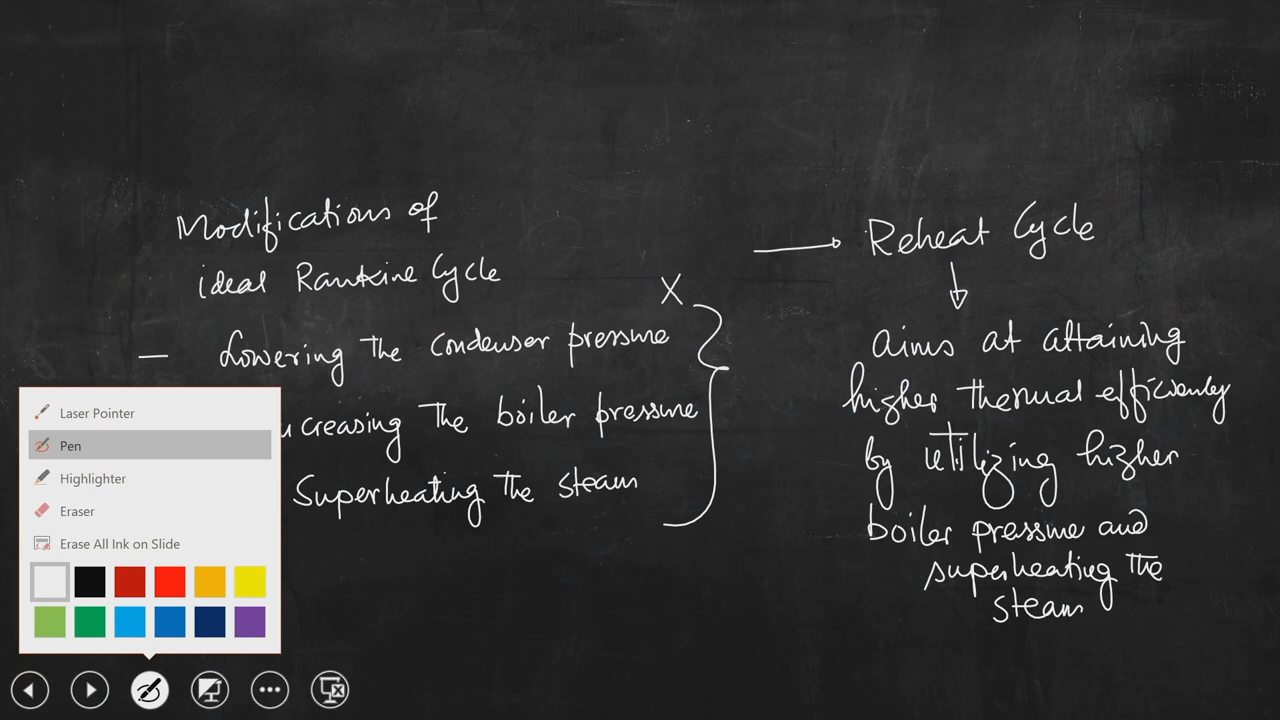 Modifications of
ideal Rankine Cycle
X
— Lowering the condenser pressure
ncreasing the boiler pressure
Superheating the steam
Reheat Cycle
aims at attaining
higher thermal efficiency
by utilizing higher
boiler pressure and
superheating the
steam
Laser Pointer
Pen
Highlighter
Eraser
Erase All Ink on Slide